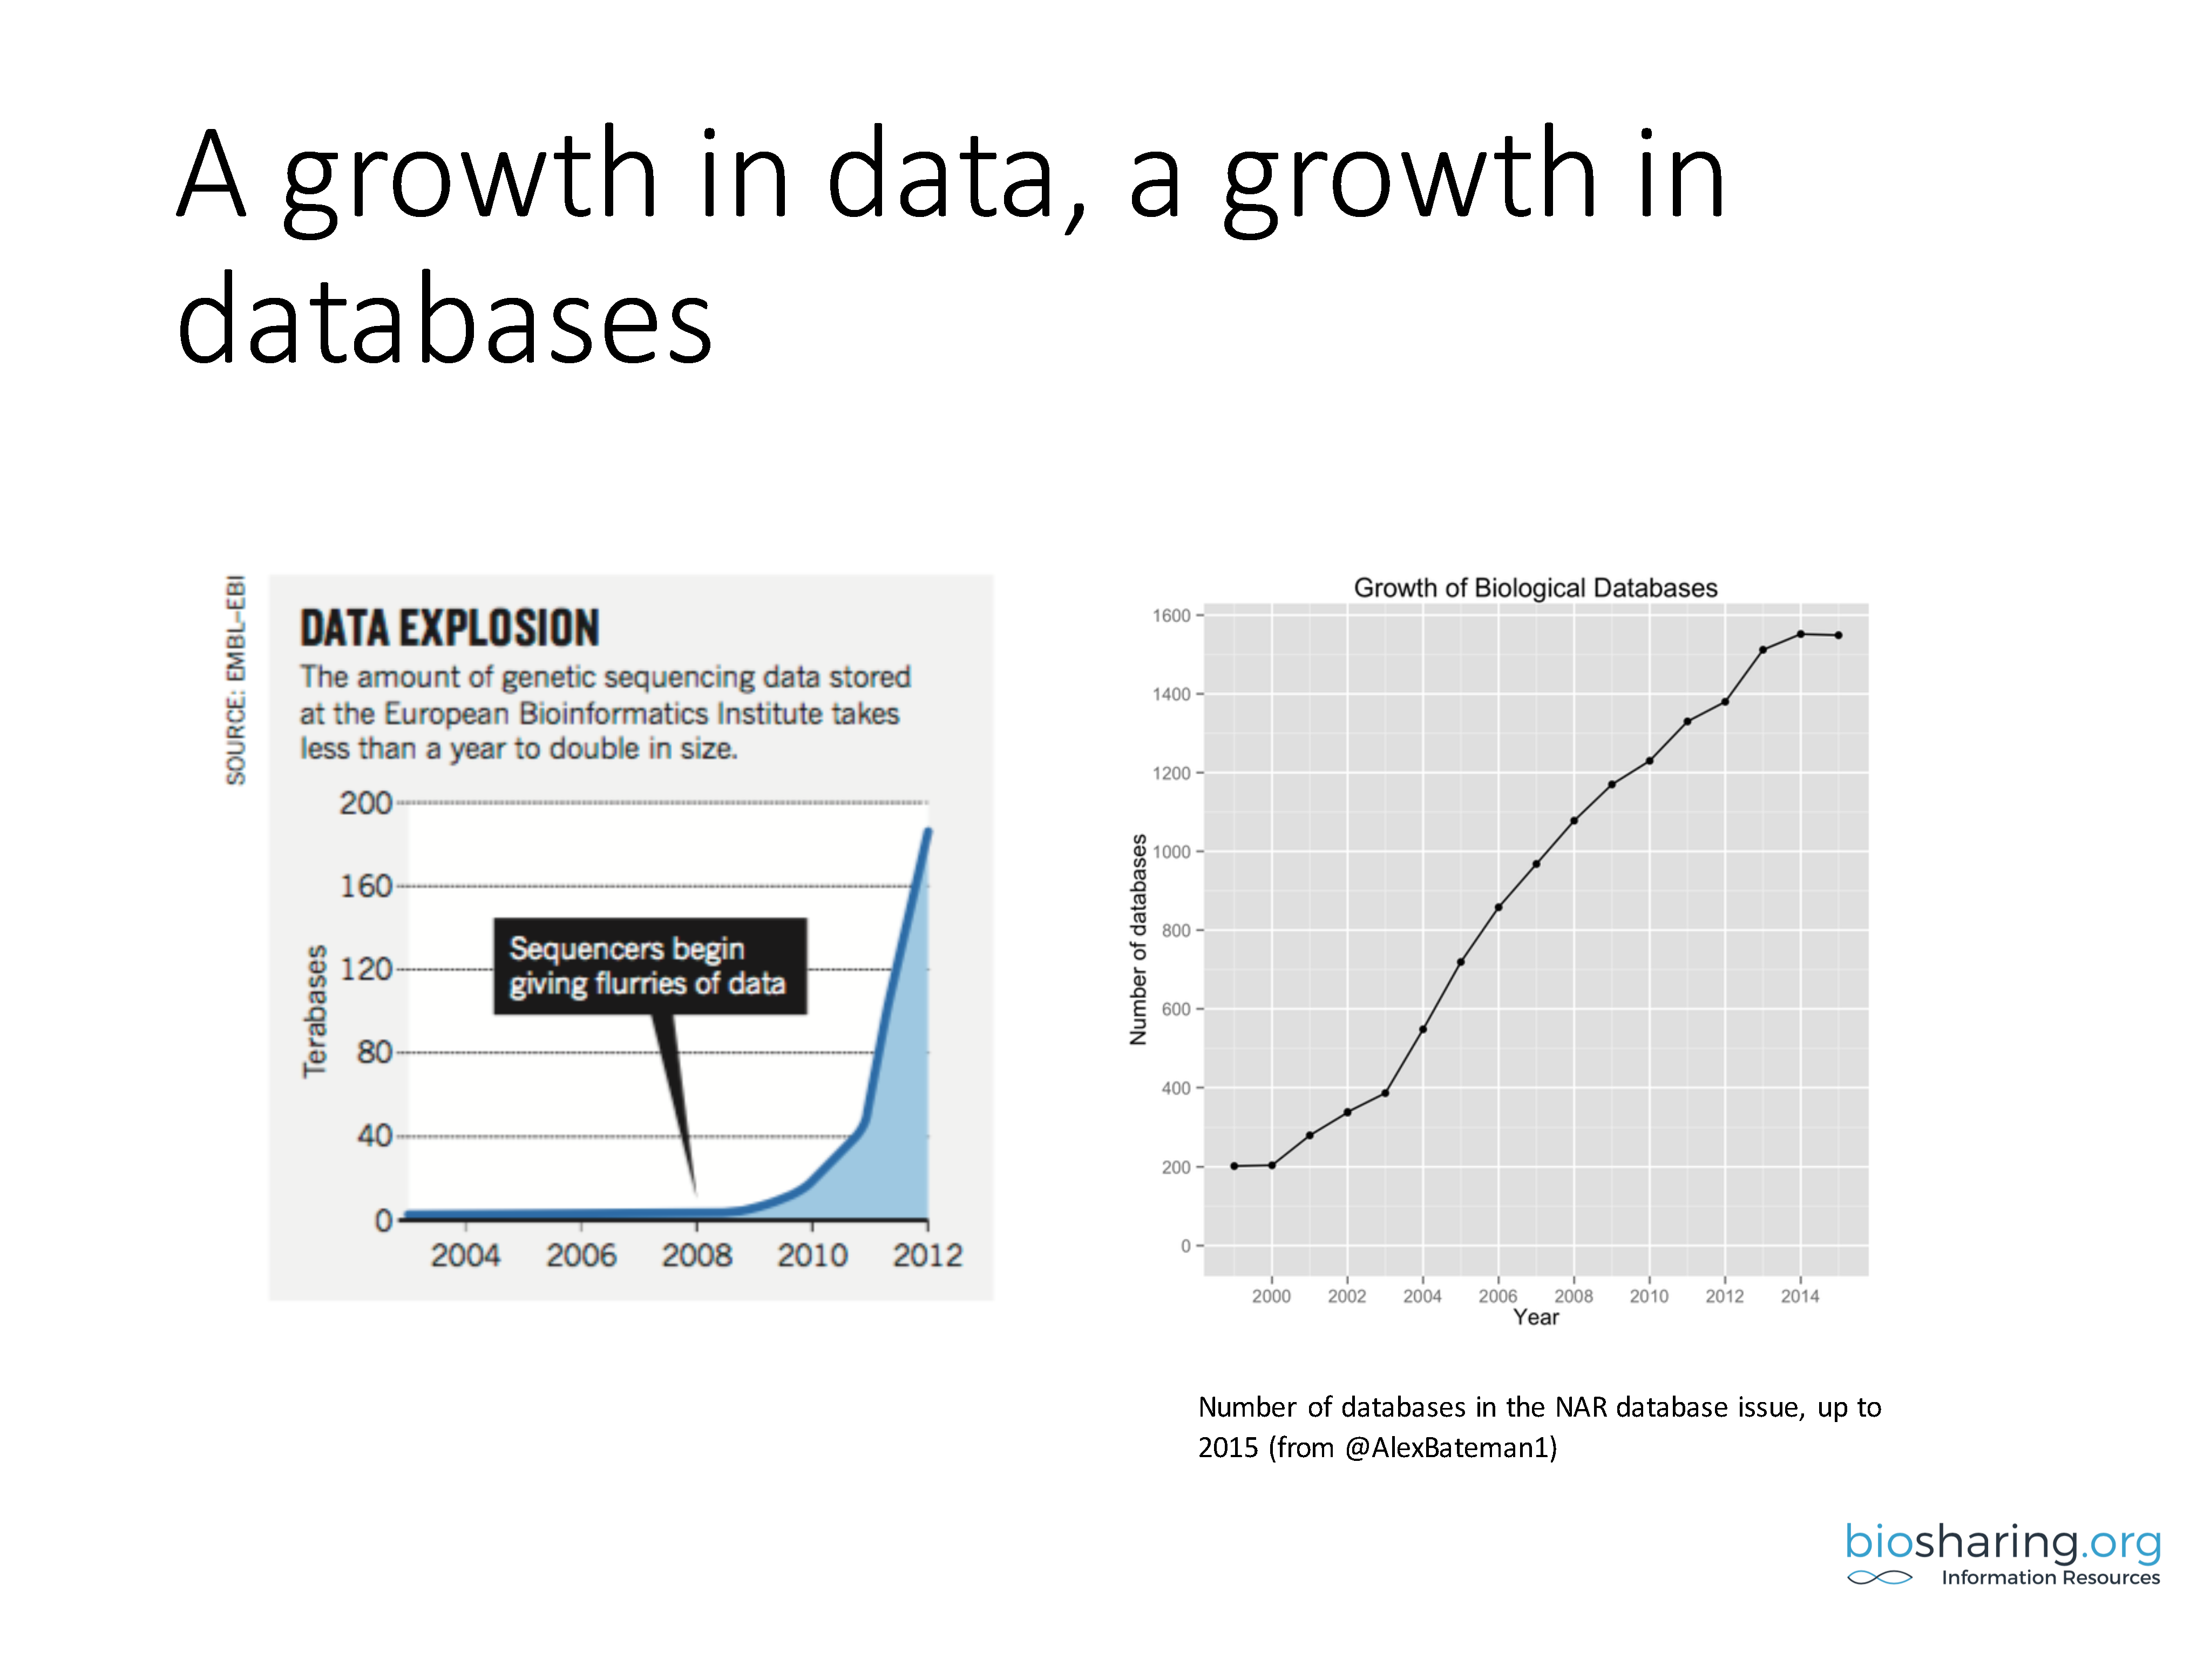 A growth in data, a growth in
databases
SOURCE: EMBL–EBI
DATA EXPLOSION
The amount of genetic sequencing data stored
at the European Bioinformatics Institute takes
less than a year to double in size.
200
160
120
80
40
0
Terabases
Sequencers begin
giving flurries of data
2004 2006 2008 2010 2012
Growth of Biological Databases
1600
1400
1200
1000
800
600
400
200
0
Number of databases
2000 2002 2004 2006 2008 2010 2012 2014
Year
Number of databases in the NAR database issue, up to
2015 (from @AlexBateman1)
biosharing.org
Information Resources